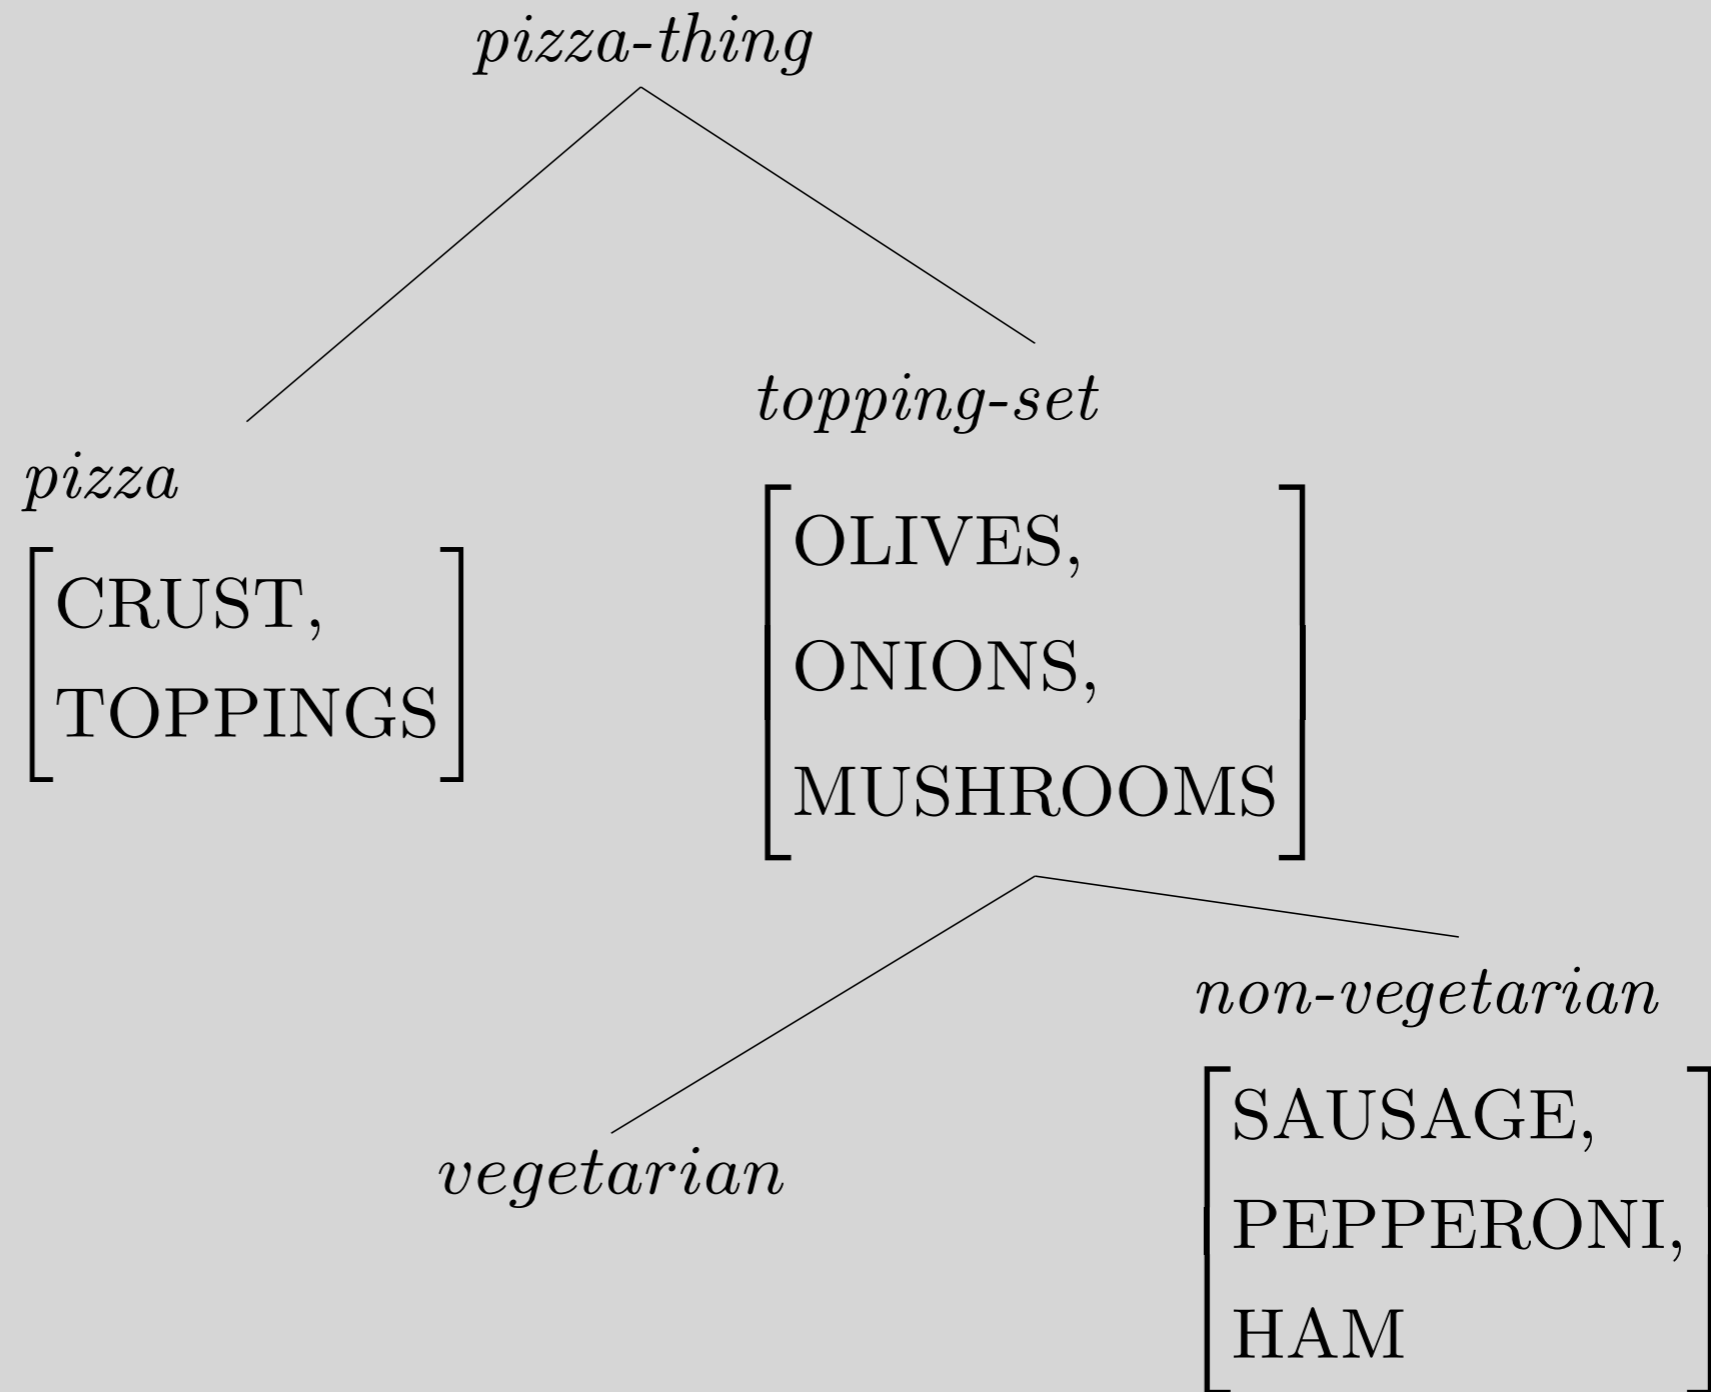 pizza-thing
pizza
CRUST,
TOPPINGS
topping-set
OLIVES,
ONIONS,
MUSHROOMS
vegetarian
non-vegetarian
SAUSAGE,
PEPPERONI,
HAM